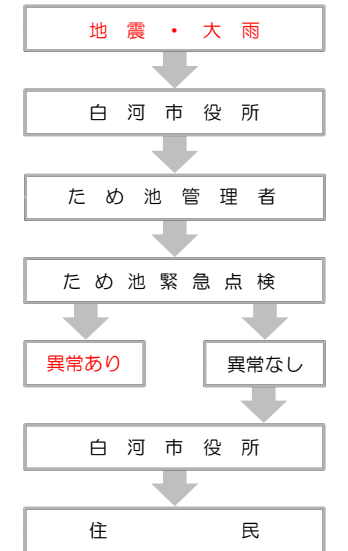 地震・大雨
白河市役所
ため池管理者
ため池緊急点検
異常あり
異常なし
白河市役所
住民